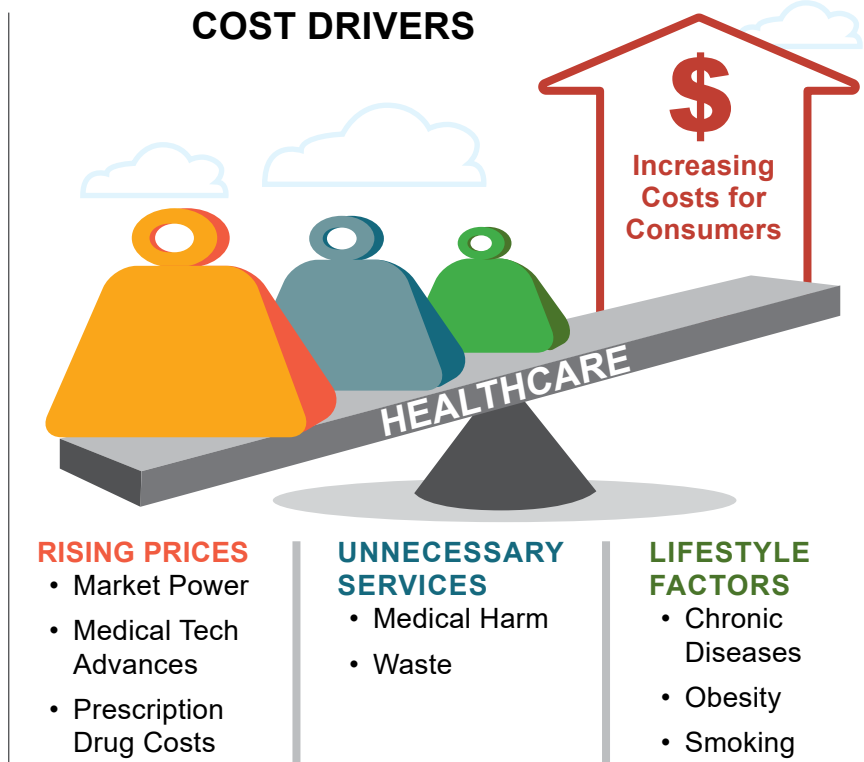 COST DRIVERS
$
Increasing
Costs for
Consumers
HEALTHCARE
RISING PRICES
• Market Power
• Medical Tech
Advances
• Prescription
Drug Costs
UNNECESSARY
SERVICES
• Medical Harm
• Waste
LIFESTYLE
FACTORS
• Chronic
Diseases
• Obesity
• Smoking